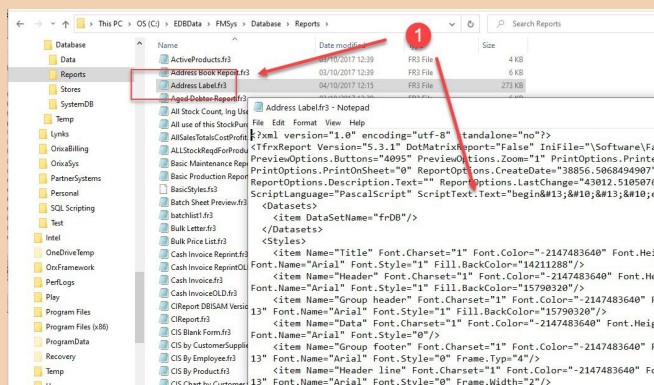 This PC > OS (C:) > EDBData > FMSys > Database > Reports >
Search Reports
Name
Date modified
Size
Database
Data
Reports
Stores
SystemDB
Temp
Lynks
OrixaBilling
OrixaSys
PartnerSystems
Personal
SQL Scripting
Test
Intel
OneDriveTemp
OrxFramework
PerfLogs
Play
Program Files
Program Files (x86)
ProgramData
Recovery
Temp
ActiveProducts.fr3
03/10/2017 12:39
FR3 File
4 KB
Address Book Report.fr3
03/10/2017 12:39
FR3 File
6 KB
Address Label.fr3
04/10/2017 12:15
FR3 File
273 KB
Aged Debtor Report.fr3
All Stock Count, Ing Use
All use of this StockPurc
AllSalesTotalsCostProfit.
ALLStockReqdForProdu
Basic Maintenance Repo
Basic Production Report
BasicStyles.fs3
Batch Sheet Preview.fr3
batchlist1.fr3
Bulk Letter.fr3
Bulk Price List.fr3
Cash Invoice Reprint.fr3
Cash Invoice ReprintOL
Cash Invoice.fr3
Cash InvoiceOLD.fr3
CIReport DBISAM Versio
CIReport.fr3
CIS Blank Form.fr3
CIS by CustomerSupplie
CIS By Employee.fr3
CIS By Product.fr3
CIS Chart by Customer
1
Address Label.fr3 - Notepad
File Edit Format View Help
<?xml version="1.0" encoding="utf-8" standalone="no"?>
<TfrxReport Version="5.3.1" DotMatrixReport="False" IniFile="\Software\Fa
PreviewOptions.Buttons="4095" PreviewOptions.Zoom="1" PrintOptions.Printe
PrintOptions.PrintOnSheet="0" ReportOptions.CreateDate="38856.5068494907"
ReportOptions.Description.Text="" ReportOptions.LastChange="43012.5105076
ScriptLanguage="PascalScript" ScriptText.Text="begin&#13;&#10;&#13;&#10;e
<Datasets>
<item DataSetName="frDB"/>
</Datasets>
<Styles>
<item Name="Title" Font.Charset="1" Font.Color="-2147483640" Font.Hei
Font.Name="Arial" Font.Style="1" Fill.BackColor="14211288"/>
<item Name="Header" Font.Charset="1" Font.Color="-2147483640" Font.He
Font.Name="Arial" Font.Style="1" Fill.BackColor="15790320"/>
<item Name="Group header" Font.Charset="1" Font.Color="-2147483640" F
13" Font.Name="Arial" Font.Style="1" Fill.BackColor="15790320"/>
<item Name="Data" Font.Charset="1" Font.Color="-2147483640" Font.Heig
Font.Name="Arial" Font.Style="0"/>
<item Name="Group footer" Font.Charset="1" Font.Color="-2147483640" F
13" Font.Name="Arial" Font.Style="0" Frame.Typ="4"/>
<item Name="Header line" Font.Charset="1" Font.Color="-2147483640" Fo
13" Font.Name="Arial" Font.Style="0" Frame.Width="2"/>